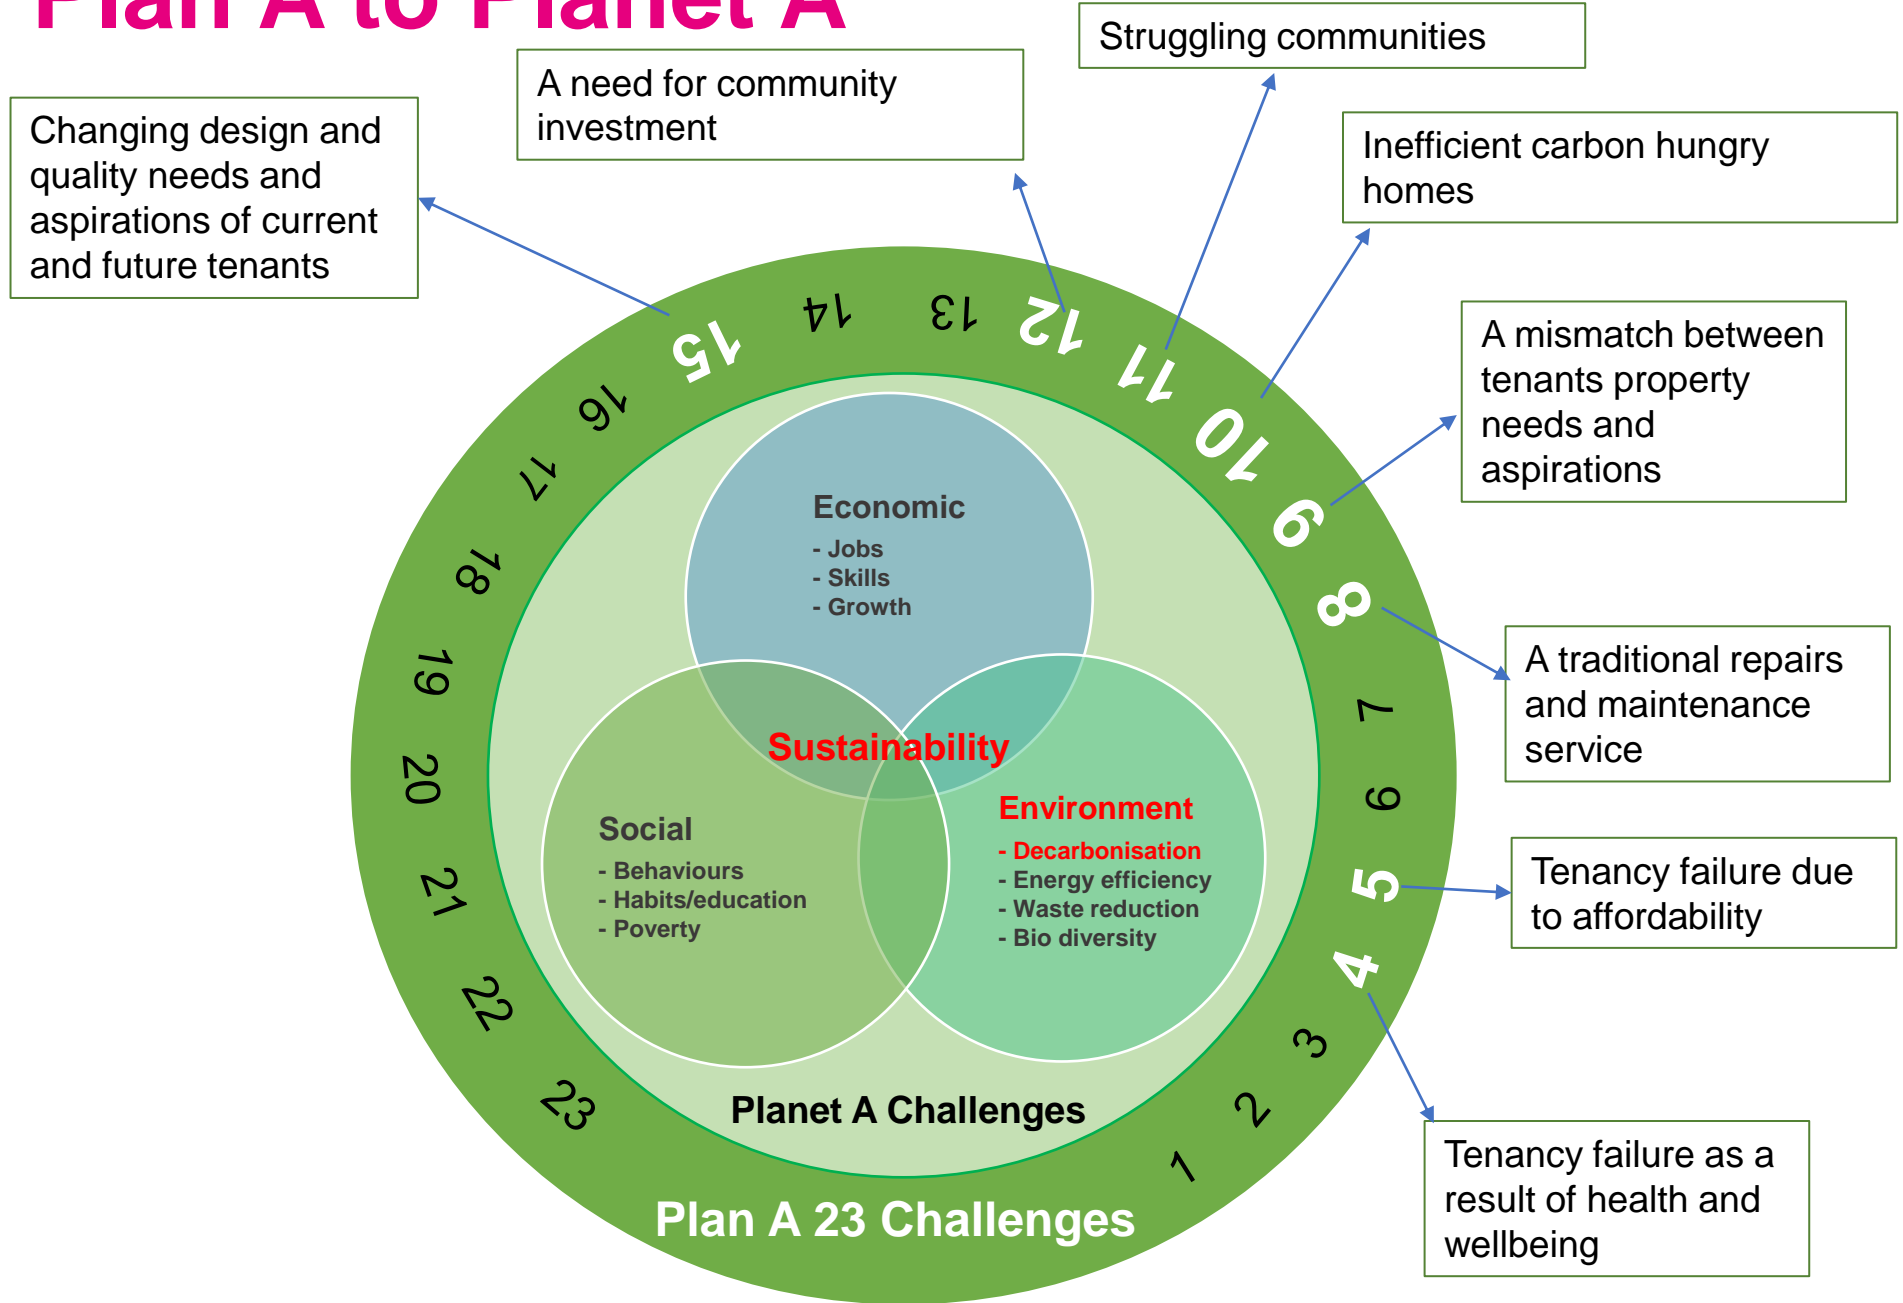 Plan A to Planet A
Struggling communities
A need for community
investment
Changing design and
quality needs and
aspirations of current
and future tenants
Inefficient carbon hungry
homes
A mismatch between
tenants property
needs and
aspirations
A traditional repairs
and maintenance
service
Tenancy failure due
to affordability
Tenancy failure as a
result of health and
wellbeing
1
2
3
4
5
6
7
8
9
10
11
12
13
14
15
16
17
18
19
20
21
22
23
Economic
- Jobs
- Skills
- Growth
Sustainability
Social
- Behaviours
- Habits/education
- Poverty
Environment
- Decarbonisation
- Energy efficiency
- Waste reduction
- Bio diversity
Planet A Challenges
Plan A 23 Challenges